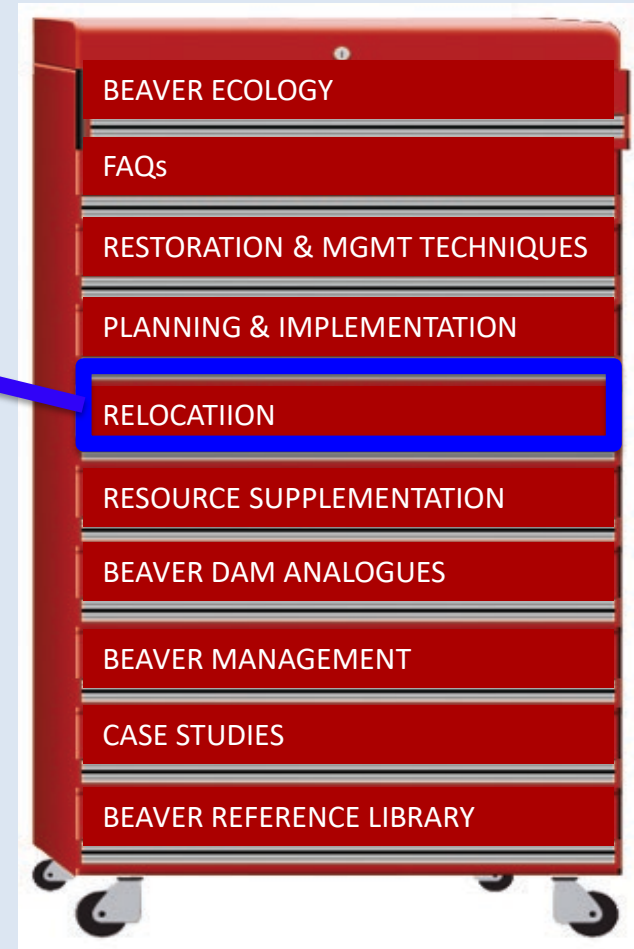 BEAVER ECOLOGY
FAQs
RESTORATION & MGMT TECHNIQUES
PLANNING & IMPLEMENTATION
RELOCATIION
RESOURCE SUPPLEMENTATION
BEAVER DAM ANALOGUES
BEAVER MANAGEMENT
CASE STUDIES
BEAVER REFERENCE LIBRARY